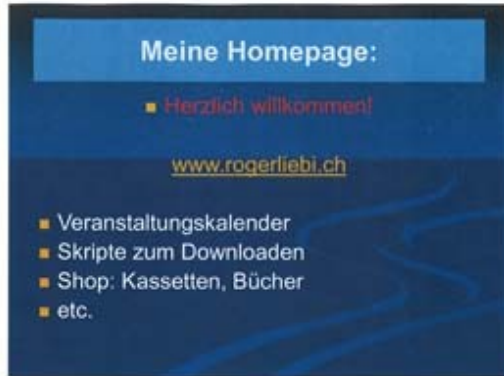 Meine Homepage:
Herzlich willkommen!
www.rogerliebi.ch
Veranstaltungskalender
Skripte zum Downloaden
Shop: Kassetten, Bücher
etc.